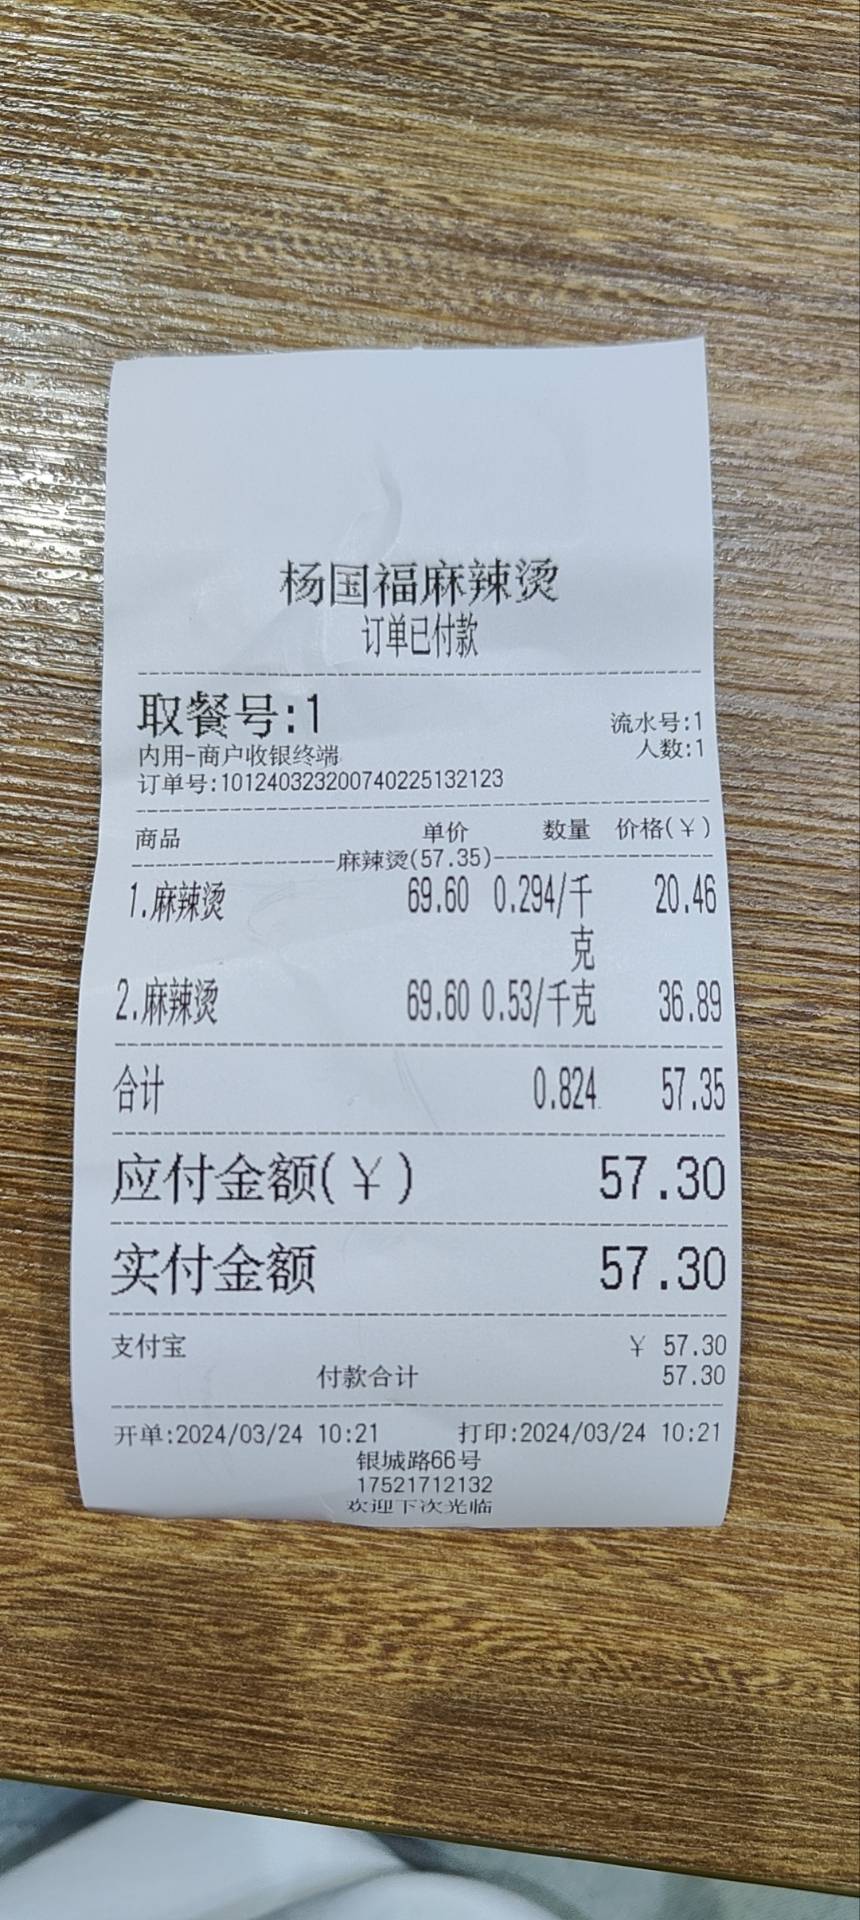 杨国福麻辣烫
订单已付款
取餐号:1 流水号:1
内用-商户收银终端 人数:1
订单号:101240323200740225132123
商品 单价 数量 价格(¥)
麻辣烫(57.35)
1.麻辣烫 69.60 0.294/千克 20.46
2.麻辣烫 69.60 0.53/千克 36.89
合计 0.824 57.35
应付金额(¥) 57.30
实付金额 57.30
支付宝 ¥ 57.30
付款合计 57.30
开单:2024/03/24 10:21 打印:2024/03/24 10:21
银城路66号
17521712132
欢迎下次光临